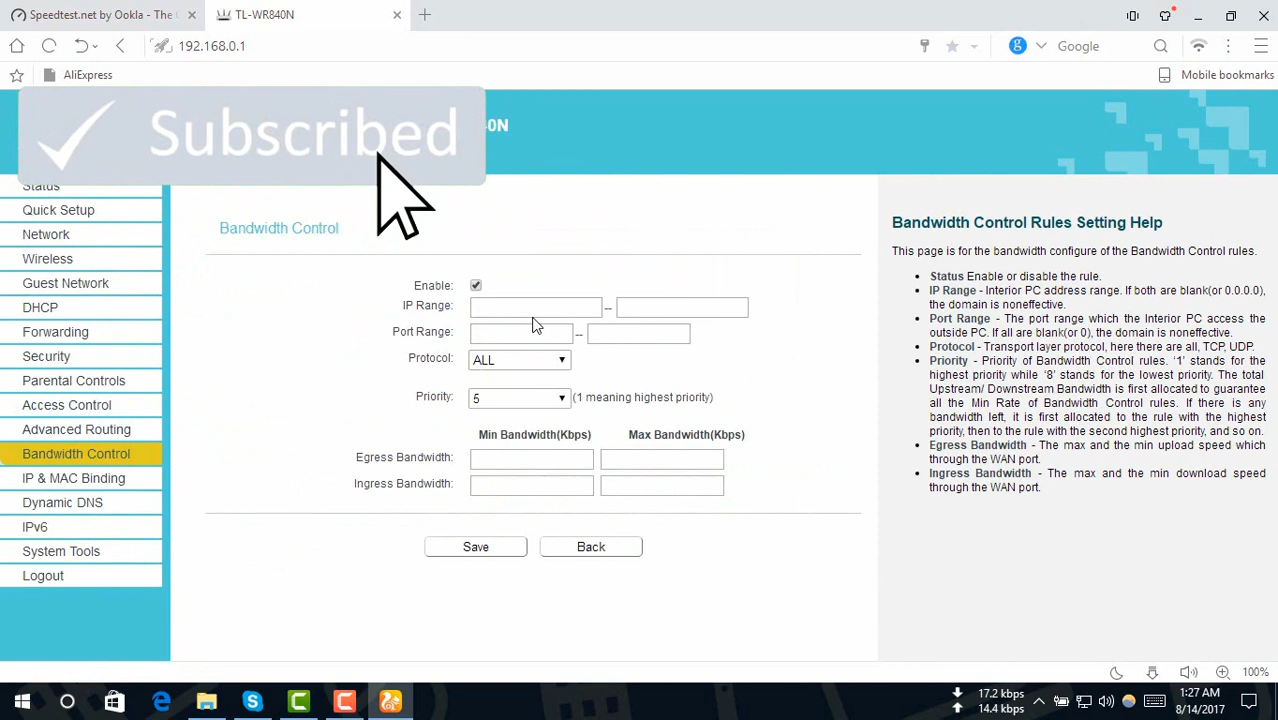 Speedtest.net by Ookla - The
TL-WR840N
192.168.0.1
g
Google
AliExpress
Mobile bookmarks
Subscribed
40N
Status
Quick Setup
Network
Wireless
Guest Network
DHCP
Forwarding
Security
Parental Controls
Access Control
Advanced Routing
Bandwidth Control
IP & MAC Binding
Dynamic DNS
IPv6
System Tools
Logout
Bandwidth Control
Enable:
IP Range: --
Port Range: --
Protocol: ALL
Priority: 5 (1 meaning highest priority)
Min Bandwidth(Kbps) Max Bandwidth(Kbps)
Egress Bandwidth:
Ingress Bandwidth:
Save Back
Bandwidth Control Rules Setting Help
This page is for the bandwidth configure of the Bandwidth Control rules.
Status Enable or disable the rule.
IP Range - Interior PC address range. If both are blank(or 0.0.0.0),
the domain is noneffective.
Port Range - The port range which the Interior PC access the
outside PC. If all are blank(or 0), the domain is noneffective.
Protocol - Transport layer protocol, here there are all, TCP, UDP.
Priority - Priority of Bandwidth Control rules. '1' stands for the
highest priority while '8' stands for the lowest priority. The total
Upstream/ Downstream Bandwidth is first allocated to guarantee
all the Min Rate of Bandwidth Control rules. If there is any
bandwidth left, it is first allocated to the rule with the highest
priority, then to the rule with the second highest priority, and so on.
Egress Bandwidth - The max and the min upload speed which
through the WAN port.
Ingress Bandwidth - The max and the min download speed
through the WAN port.
100%
17.2 kbps
14.4 kbps
1:27 AM
8/14/2017